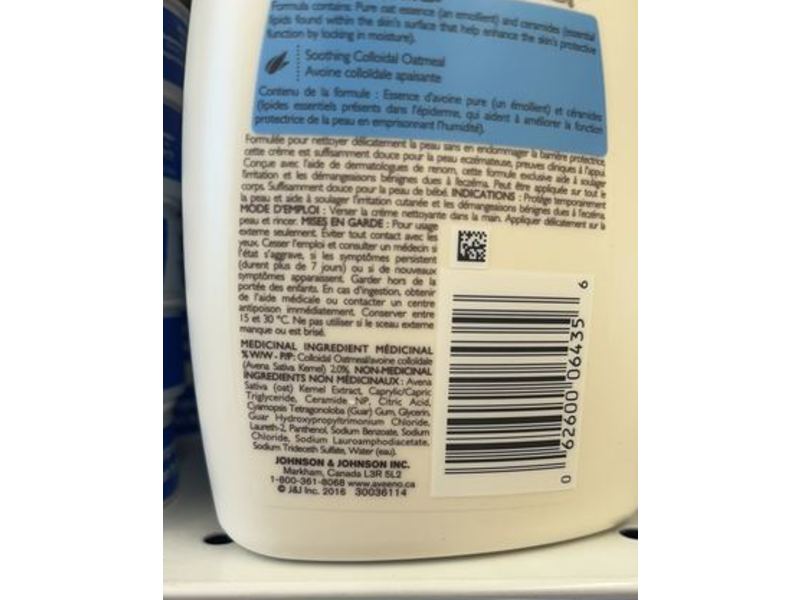 Formula contains: Pure oat essence (an emollient) and ceramides (essential
lipids found within the skin's surface that help enhance the skin's protective
function by locking in moisture).
Soothing Colloidal Oatmeal
Avoine colloïdale apaisante
Contenu de la formule : Essence d'avoine pure (un émollient) et céramides
(lipides essentiels présents dans l'épiderme, qui aident à améliorer la fonction
protectrice de la peau en emprisonnant l'humidité).
Formulée pour nettoyer délicatement la peau sans en endommager la barrière protectrice,
cette crème est suffisamment douce pour la peau eczémateuse, preuves cliniques à l'appui.
Conçue avec l'aide de dermatologues de renom, cette formule exclusive aide à soulager
l'irritation et les démangeaisons bénignes dues à l'eczéma. Peut être appliquée sur tout le
corps. Suffisamment douce pour la peau de bébé. INDICATIONS : Protège temporairement
la peau et aide à soulager l'irritation cutanée et les démangeaisons bénignes dues à l'eczéma.
MODE D'EMPLOI : Verser la crème nettoyante dans la main. Appliquer délicatement sur la
peau et rincer. MISES EN GARDE : Pour usage
externe seulement. Éviter tout contact avec les
yeux. Cesser l'emploi et consulter un médecin si
l'état s'aggrave, si les symptômes persistent
(durent plus de 7 jours) ou si de nouveaux
symptômes apparaissent. Garder hors de la
portée des enfants. En cas d'ingestion, obtenir
de l'aide médicale ou contacter un centre
antipoison immédiatement. Conserver entre
15 et 30 °C. Ne pas utiliser si le sceau externe
manque ou est brisé.
MEDICINAL INGREDIENT MÉDICINAL
% W/W - P/P: Colloidal Oatmeal/avoine colloïdale
(Avena Sativa Kernel) 2.0%. NON-MEDICINAL
INGREDIENTS NON MÉDICINAUX : Avena
Sativa (oat) Kernel Extract, Caprylic/Capric
Triglyceride, Ceramide NP, Citric Acid,
Cyamopsis Tetragonoloba (Guar) Gum, Glycerin,
Guar Hydroxypropyltrimonium Chloride,
Laureth-2, Panthenol, Sodium Benzoate, Sodium
Chloride, Sodium Lauroamphodiacetate,
Sodium Trideceth Sulfate, Water (eau).
JOHNSON & JOHNSON INC.
Markham, Canada L3R 5L2
1-800-361-8068 www.aveeno.ca
© J&J Inc. 2016 30036114
0 62600 06435 6